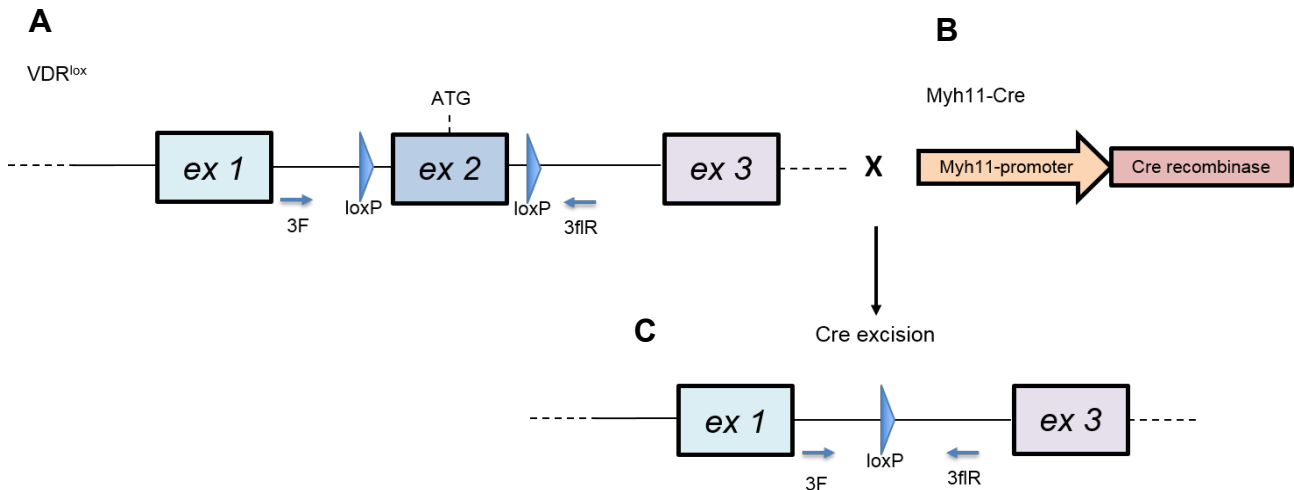 A
VDRlox
ATG
ex 1
ex 2
ex 3
loxP
loxP
3F
3flR
X
B
Myh11-Cre
Myh11-promoter
Cre recombinase
C
Cre excision
ex 1
ex 3
loxP
3F
3flR